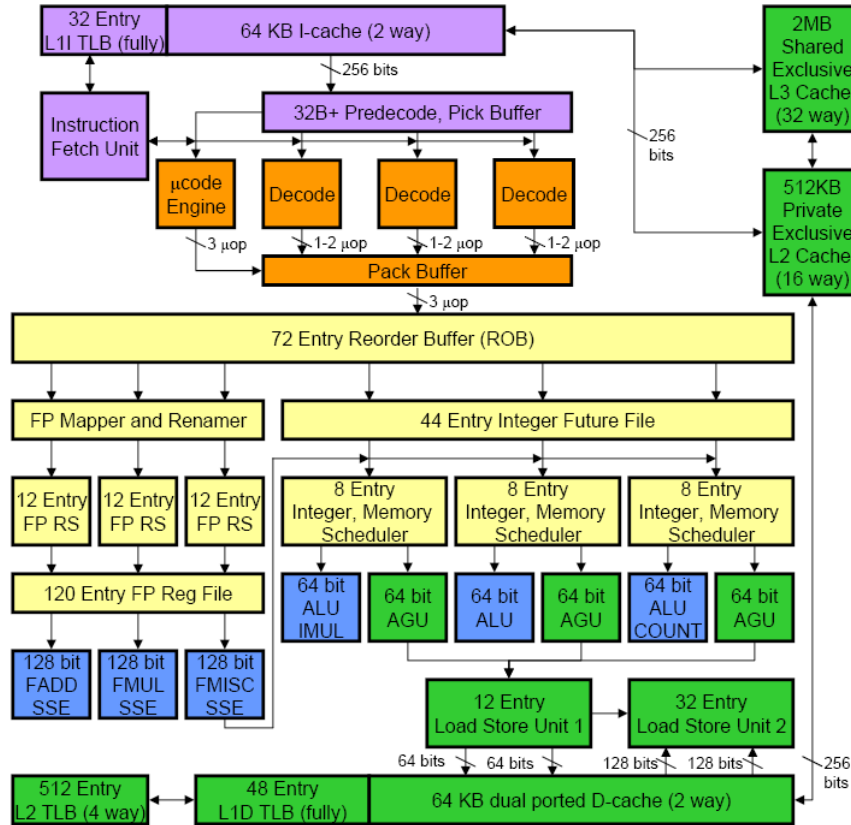 32 Entry
L1I TLB (fully)
64 KB I-cache (2 way)
2MB
Shared
Exclusive
L3 Cache
(32 way)
256 bits
Instruction
Fetch Unit
32B+ Predecode, Pick Buffer
256
bits
μcode
Engine
Decode
Decode
Decode
512KB
Private
Exclusive
L2 Cache
(16 way)
3 μop
1-2 μop
1-2 μop
1-2 μop
Pack Buffer
3 μop
72 Entry Reorder Buffer (ROB)
FP Mapper and Renamer
44 Entry Integer Future File
12 Entry
FP RS
12 Entry
FP RS
12 Entry
FP RS
8 Entry
Integer, Memory
Scheduler
8 Entry
Integer, Memory
Scheduler
8 Entry
Integer, Memory
Scheduler
120 Entry FP Reg File
64 bit
ALU
IMUL
64 bit
AGU
64 bit
ALU
64 bit
AGU
64 bit
ALU
COUNT
64 bit
AGU
128 bit
FADD
SSE
128 bit
FMUL
SSE
128 bit
FMISC
SSE
12 Entry
Load Store Unit 1
32 Entry
Load Store Unit 2
64 bits
64 bits
128 bits
128 bits
256
bits
512 Entry
L2 TLB (4 way)
48 Entry
L1D TLB (fully)
64 KB dual ported D-cache (2 way)